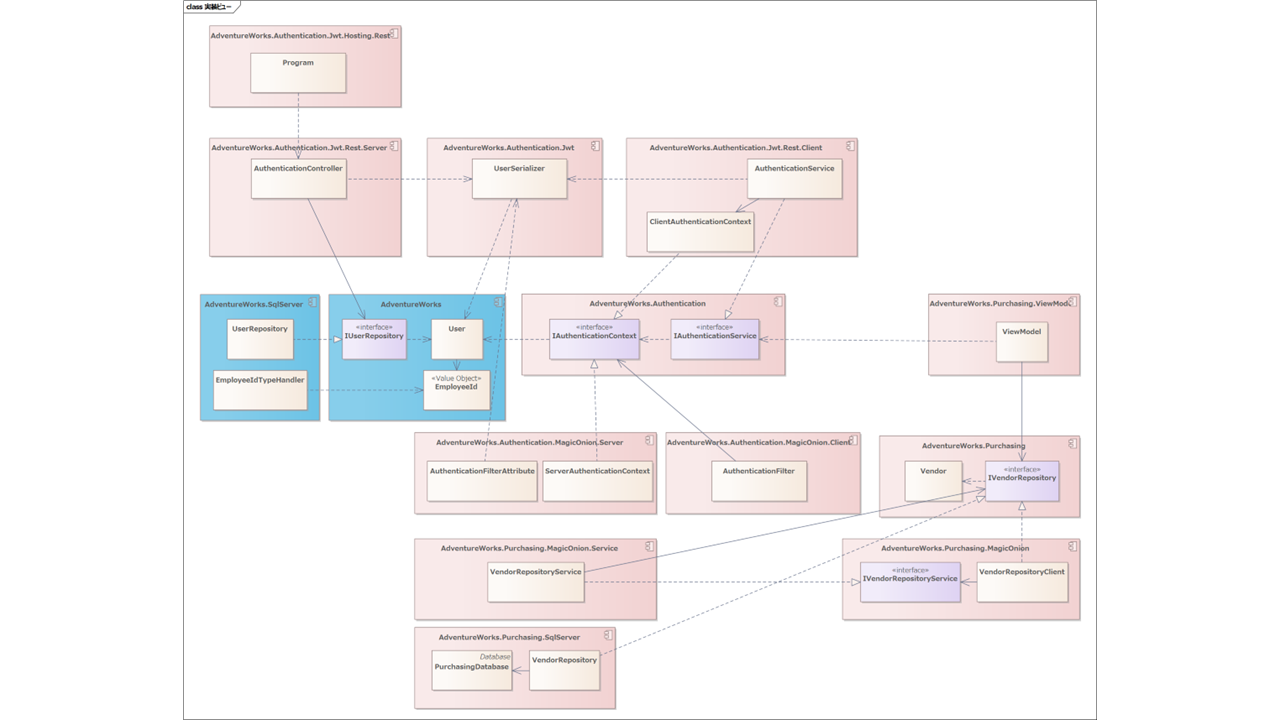 class 実装ビュー
AdventureWorks.Authentication.Jwt.Hosting.Rest
Program
AdventureWorks.Authentication.Jwt.Rest.Server
AuthenticationController
AdventureWorks.Authentication.Jwt
UserSerializer
AdventureWorks.Authentication.Jwt.Rest.Client
AuthenticationService
ClientAuthenticationContext
AdventureWorks.SqlServer
UserRepository
EmployeeIdTypeHandler
AdventureWorks
«interface»
IUserRepository
User
«Value Object»
EmployeeId
AdventureWorks.Authentication
«interface»
IAuthenticationContext
«interface»
IAuthenticationService
AdventureWorks.Purchasing.ViewModel
ViewModel
AdventureWorks.Authentication.MagicOnion.Server
AuthenticationFilterAttribute
ServerAuthenticationContext
AdventureWorks.Authentication.MagicOnion.Client
AuthenticationFilter
AdventureWorks.Purchasing
Vendor
«interface»
IVendorRepository
AdventureWorks.Purchasing.MagicOnion.Service
VendorRepositoryService
AdventureWorks.Purchasing.MagicOnion
«interface»
IVendorRepositoryService
VendorRepositoryClient
AdventureWorks.Purchasing.SqlServer
Database
PurchasingDatabase
VendorRepository